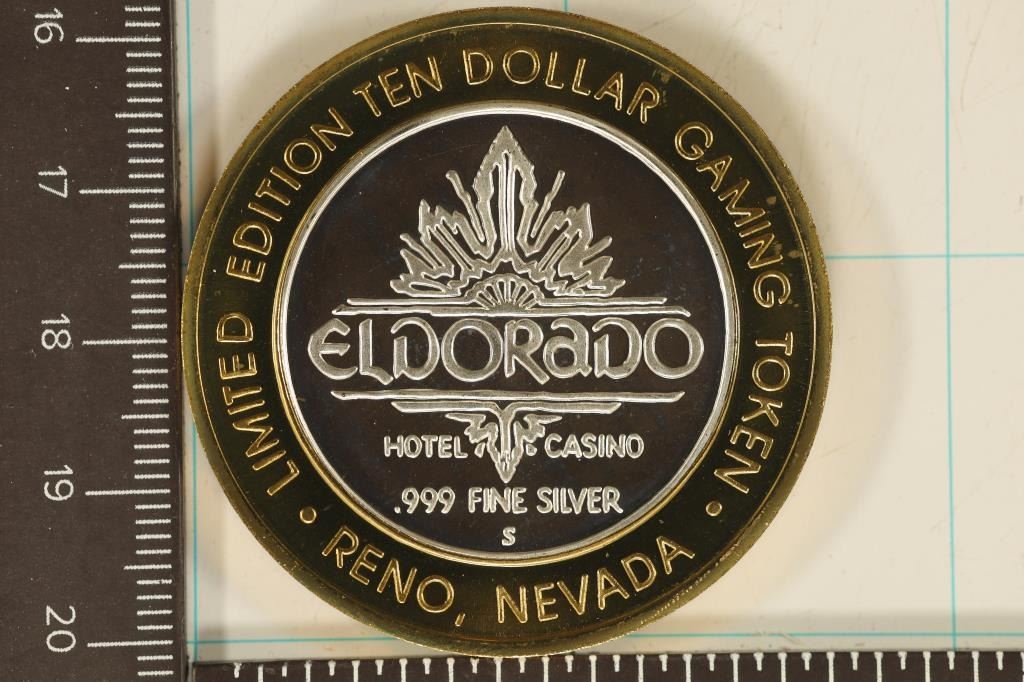 LIMITED EDITION TEN DOLLAR GAMING TOKEN
ELDORADO
HOTEL & CASINO
.999 FINE SILVER
S
• RENO, NEVADA •
16
17
18
19
20